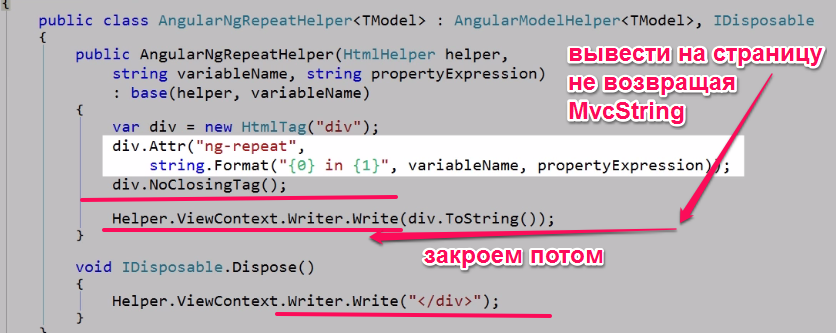 {
public class AngularNgRepeatHelper<TModel> : AngularModelHelper<TModel>, IDisposable
{
public AngularNgRepeatHelper(HtmlHelper helper,
string variableName, string propertyExpression)
: base(helper, variableName)
{
var div = new HtmlTag("div");
div.Attr("ng-repeat",
string.Format("{0} in {1}", variableName, propertyExpression));
div.NoClosingTag();
Helper.ViewContext.Writer.Write(div.ToString());
}
void IDisposable.Dispose()
{
Helper.ViewContext.Writer.Write("</div>");
}
}
вывести на страницу
не возвращая
MvcString
закроем потом